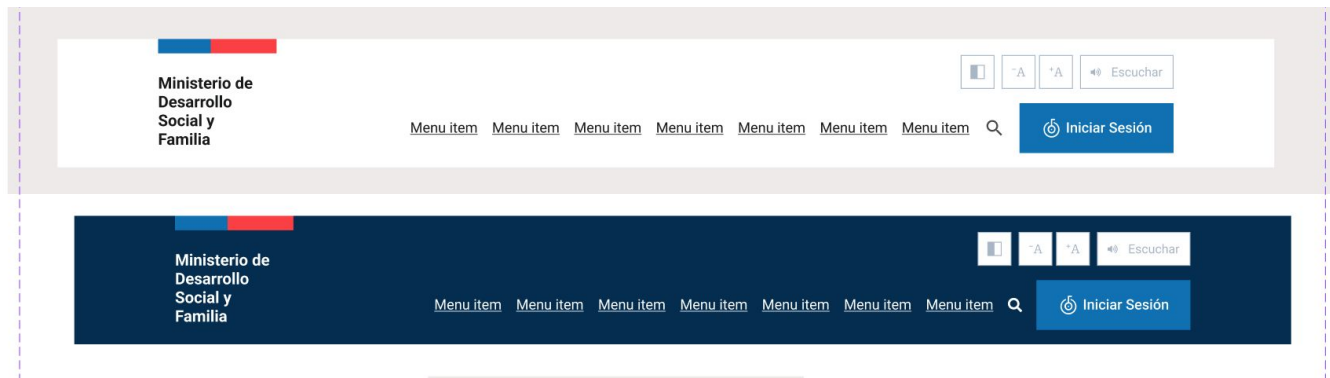 -A +A Escuchar
Ministerio de
Desarrollo
Social y
Familia
Menu item Menu item Menu item Menu item Menu item Menu item Menu item Iniciar Sesión
-A +A Escuchar
Ministerio de
Desarrollo
Social y
Familia
Menu item Menu item Menu item Menu item Menu item Menu item Menu item Iniciar Sesión